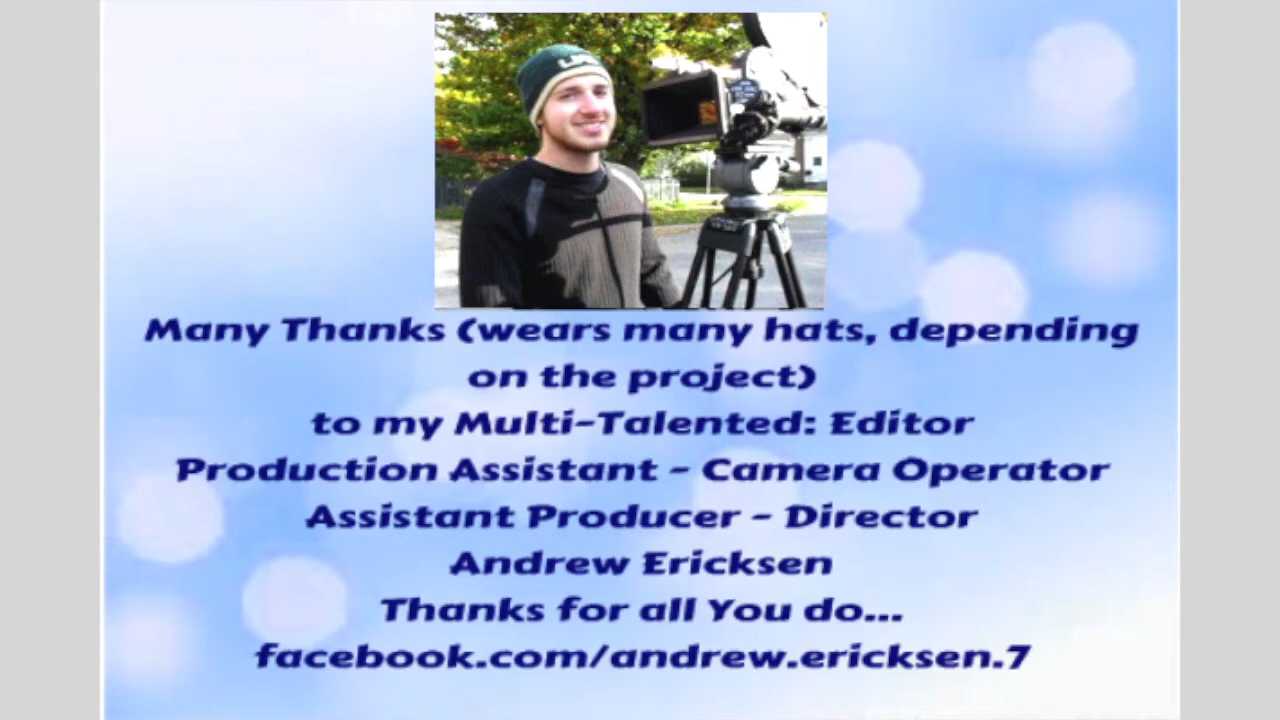 Many Thanks (wears many hats, depending
on the project)
to my Multi-Talented: Editor
Production Assistant - Camera Operator
Assistant Producer - Director
Andrew Ericksen
Thanks for all You do...
facebook.com/andrew.ericksen.7